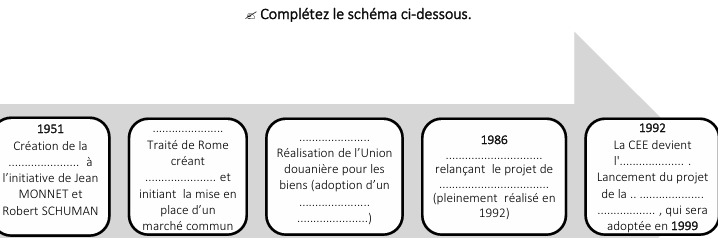 ✍ Complétez le schéma ci-dessous.
1951
Création de la
...................... à
l'initiative de Jean
MONNET et
Robert SCHUMAN
......................
Traité de Rome
créant
...................... et
initiant la mise en
place d'un
marché commun
......................
Réalisation de l'Union
douanière pour les
biens (adoption d'un
......................
......................)
1986
..............................
relançant le projet de
..................................
(pleinement réalisé en
1992)
1992
La CEE devient
l'.................... .
Lancement du projet
de la .. ....................
.................. , qui sera
adoptée en 1999